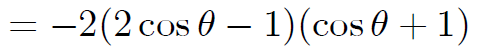 = −2(2 cos θ − 1)(cos θ + 1)